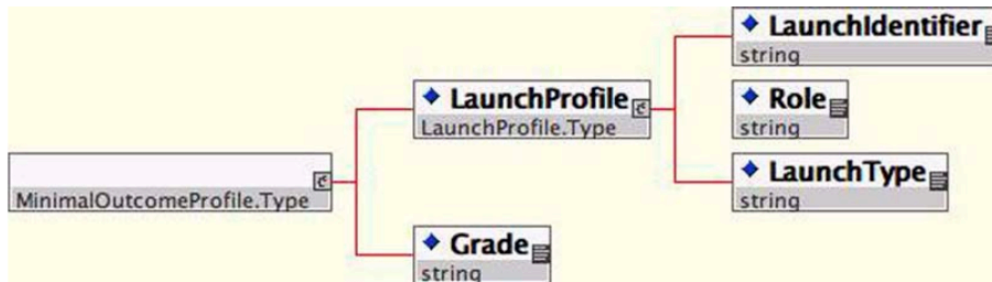 LaunchIdentifier
string
LaunchProfile
LaunchProfile.Type
Role
string
LaunchType
string
MinimalOutcomeProfile.Type
Grade
string